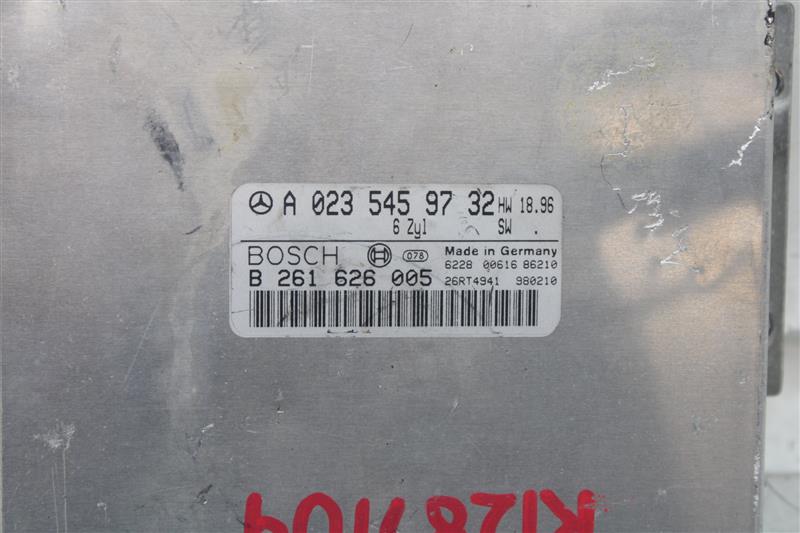 A 023 545 97 32 HW 18.96
6 Zyl SW .
BOSCH 078 Made in Germany
6228 00616 86210
B 261 626 005 26RT4941 980210